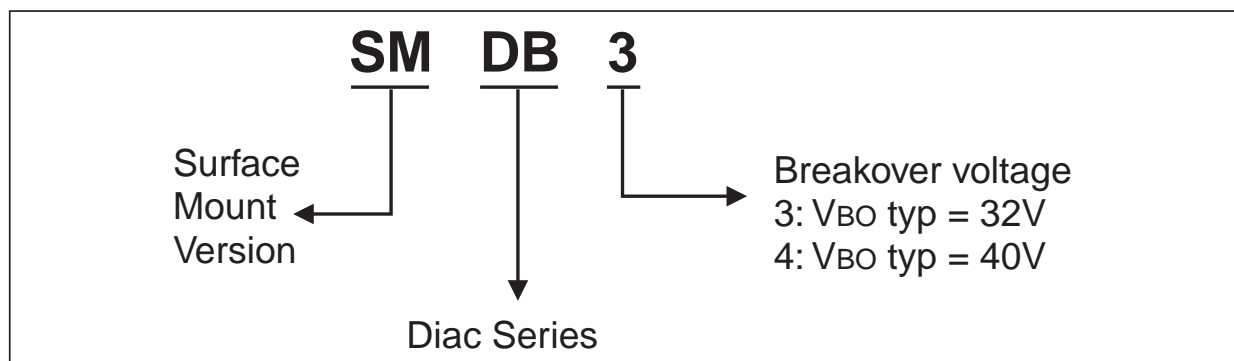 SM DB 3
Surface
Mount
Version
Diac Series
Breakover voltage
3: VBO typ = 32V
4: VBO typ = 40V